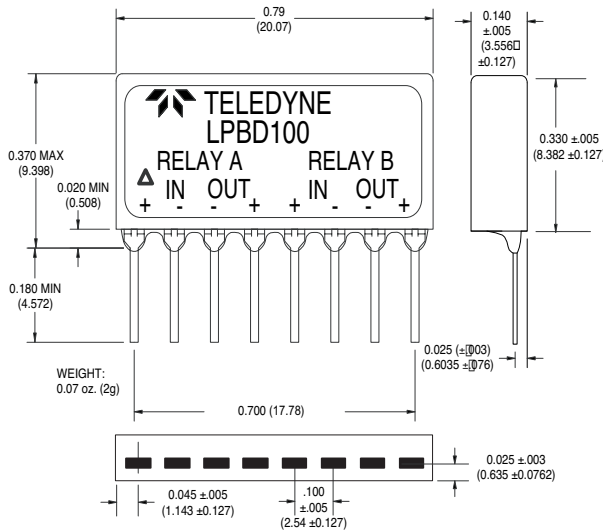 0.79
(20.07)
0.140
±.005
(3.556□
±0.127)
TELEDYNE
LPBD100
RELAY A RELAY B
IN OUT IN OUT
+ - - + + - - +
0.370 MAX
(9.398)
0.020 MIN
(0.508)
0.330 ±.005
(8.382 ±0.127)
0.180 MIN
(4.572)
WEIGHT:
0.07 oz. (2g)
0.025 (±□003)
(0.6035 ±□076)
0.700 (17.78)
0.045 ±.005
(1.143 ±0.127)
.100
±.005
(2.54 ±0.127)
0.025 ±.003
(0.635 ±0.0762)